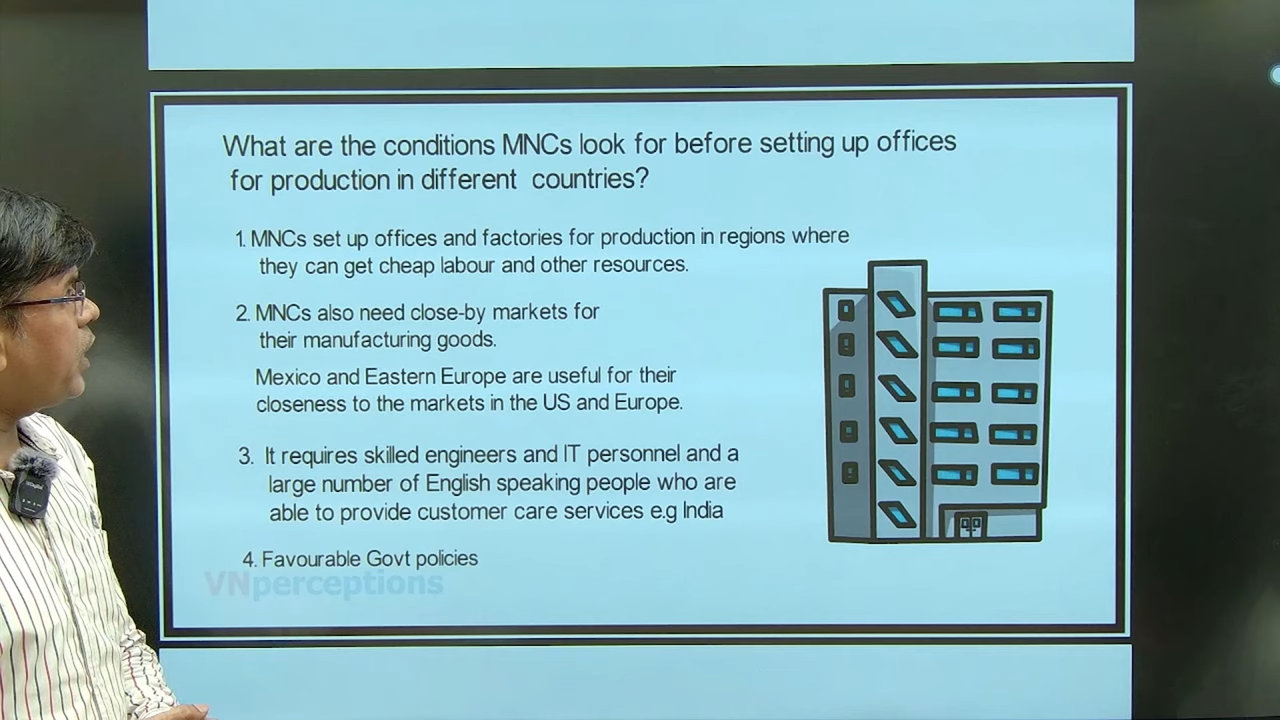 What are the conditions MNCs look for before setting up offices
for production in different countries?
1. MNCs set up offices and factories for production in regions where
they can get cheap labour and other resources.
2. MNCs also need close-by markets for
their manufacturing goods.
Mexico and Eastern Europe are useful for their
closeness to the markets in the US and Europe.
3. It requires skilled engineers and IT personnel and a
large number of English speaking people who are
able to provide customer care services e.g India
4. Favourable Govt policies
VNperceptions